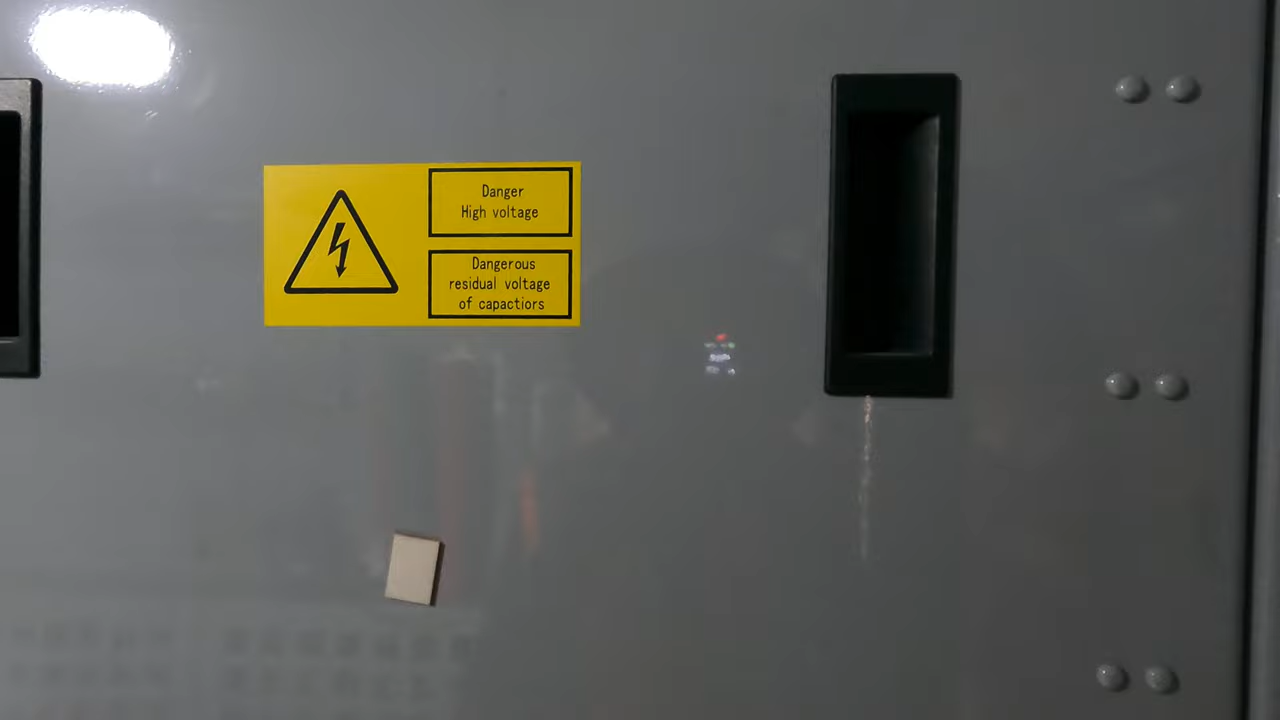 Danger
High voltage
Dangerous
residual voltage
of capactiors